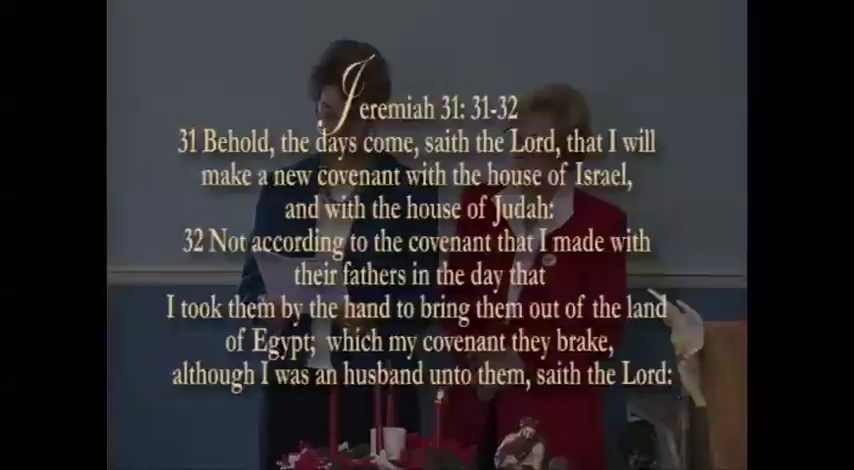 Jeremiah 31: 31-32
31 Behold, the days come, saith the Lord, that I will
make a new covenant with the house of Israel,
and with the house of Judah:
32 Not according to the covenant that I made with
their fathers in the day that
I took them by the hand to bring them out of the land
of Egypt; which my covenant they brake,
although I was an husband unto them, saith the Lord: